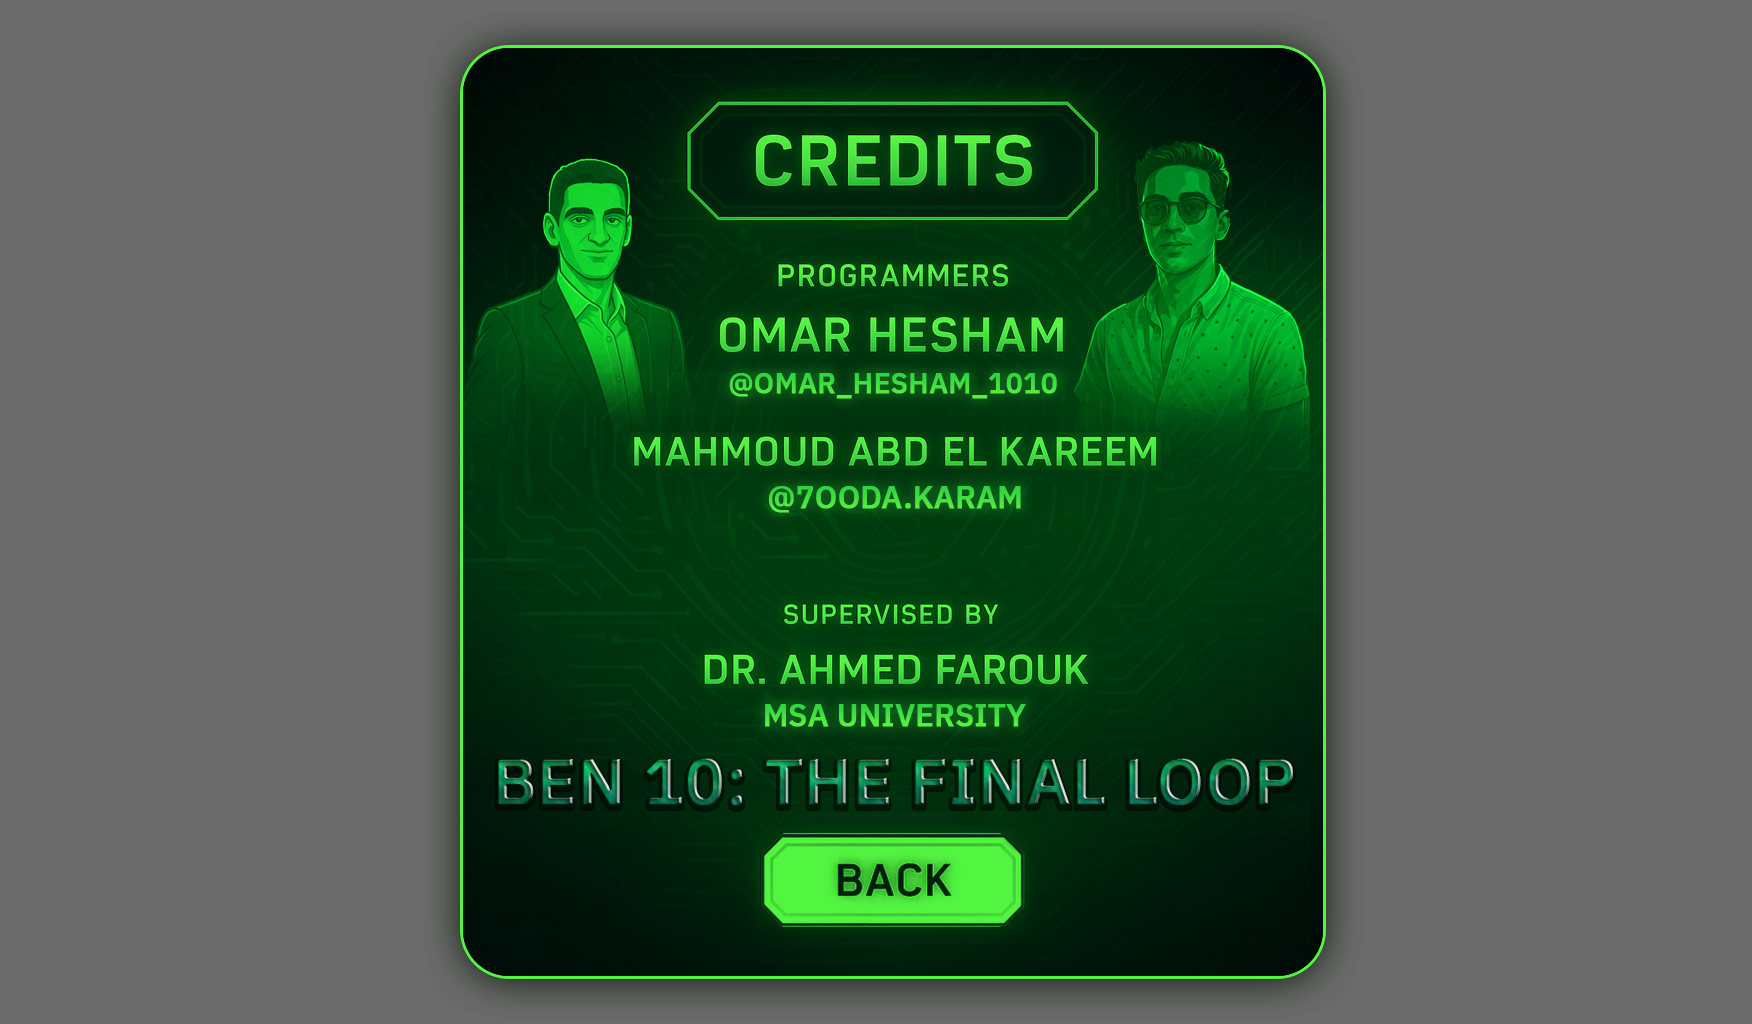 CREDITS
PROGRAMMERS
OMAR HESHAM
@OMAR_HESHAM_1010
MAHMOUD ABD EL KAREEM
@7OODA.KARAM
SUPERVISED BY
DR. AHMED FAROUK
MSA UNIVERSITY
BEN 10: THE FINAL LOOP
BACK